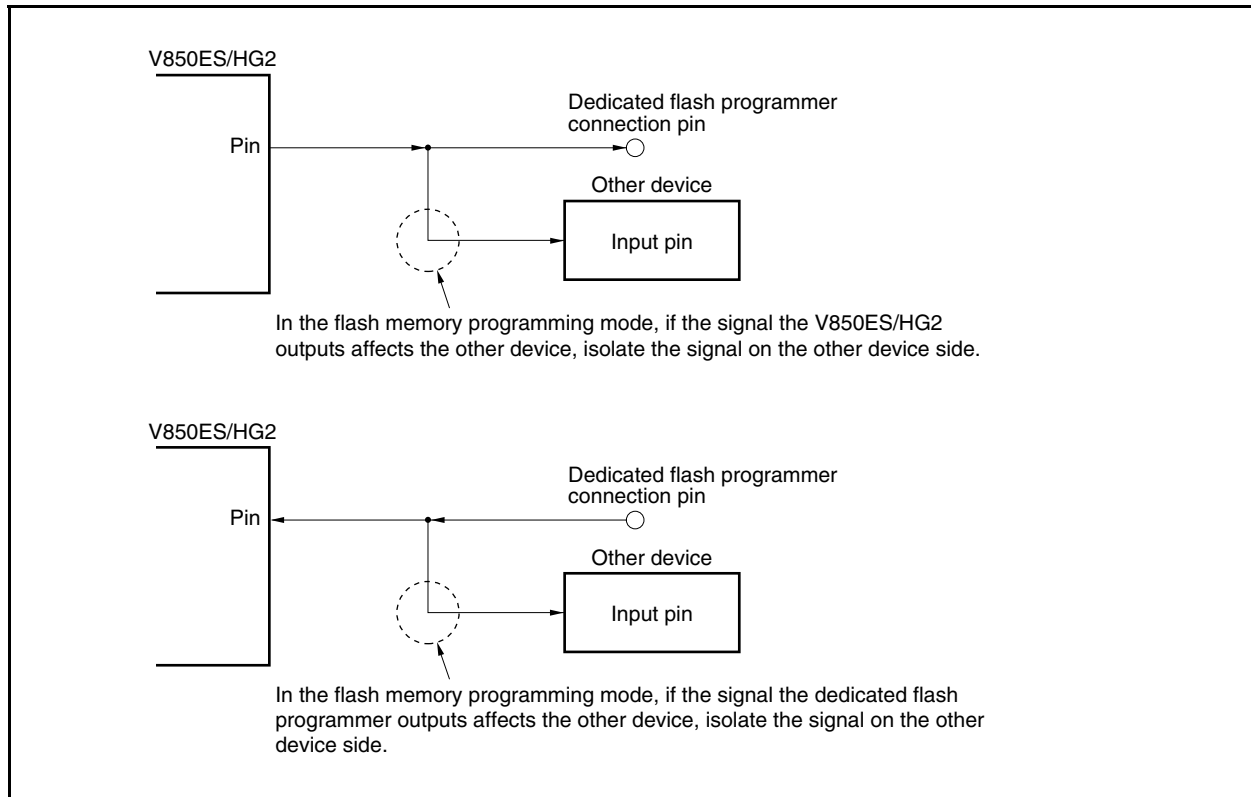 V850ES/HG2
Dedicated flash programmer
connection pin
Pin
Other device
Input pin
In the flash memory programming mode, if the signal the V850ES/HG2
outputs affects the other device, isolate the signal on the other device side.
V850ES/HG2
Dedicated flash programmer
connection pin
Pin
Other device
Input pin
In the flash memory programming mode, if the signal the dedicated flash
programmer outputs affects the other device, isolate the signal on the other
device side.